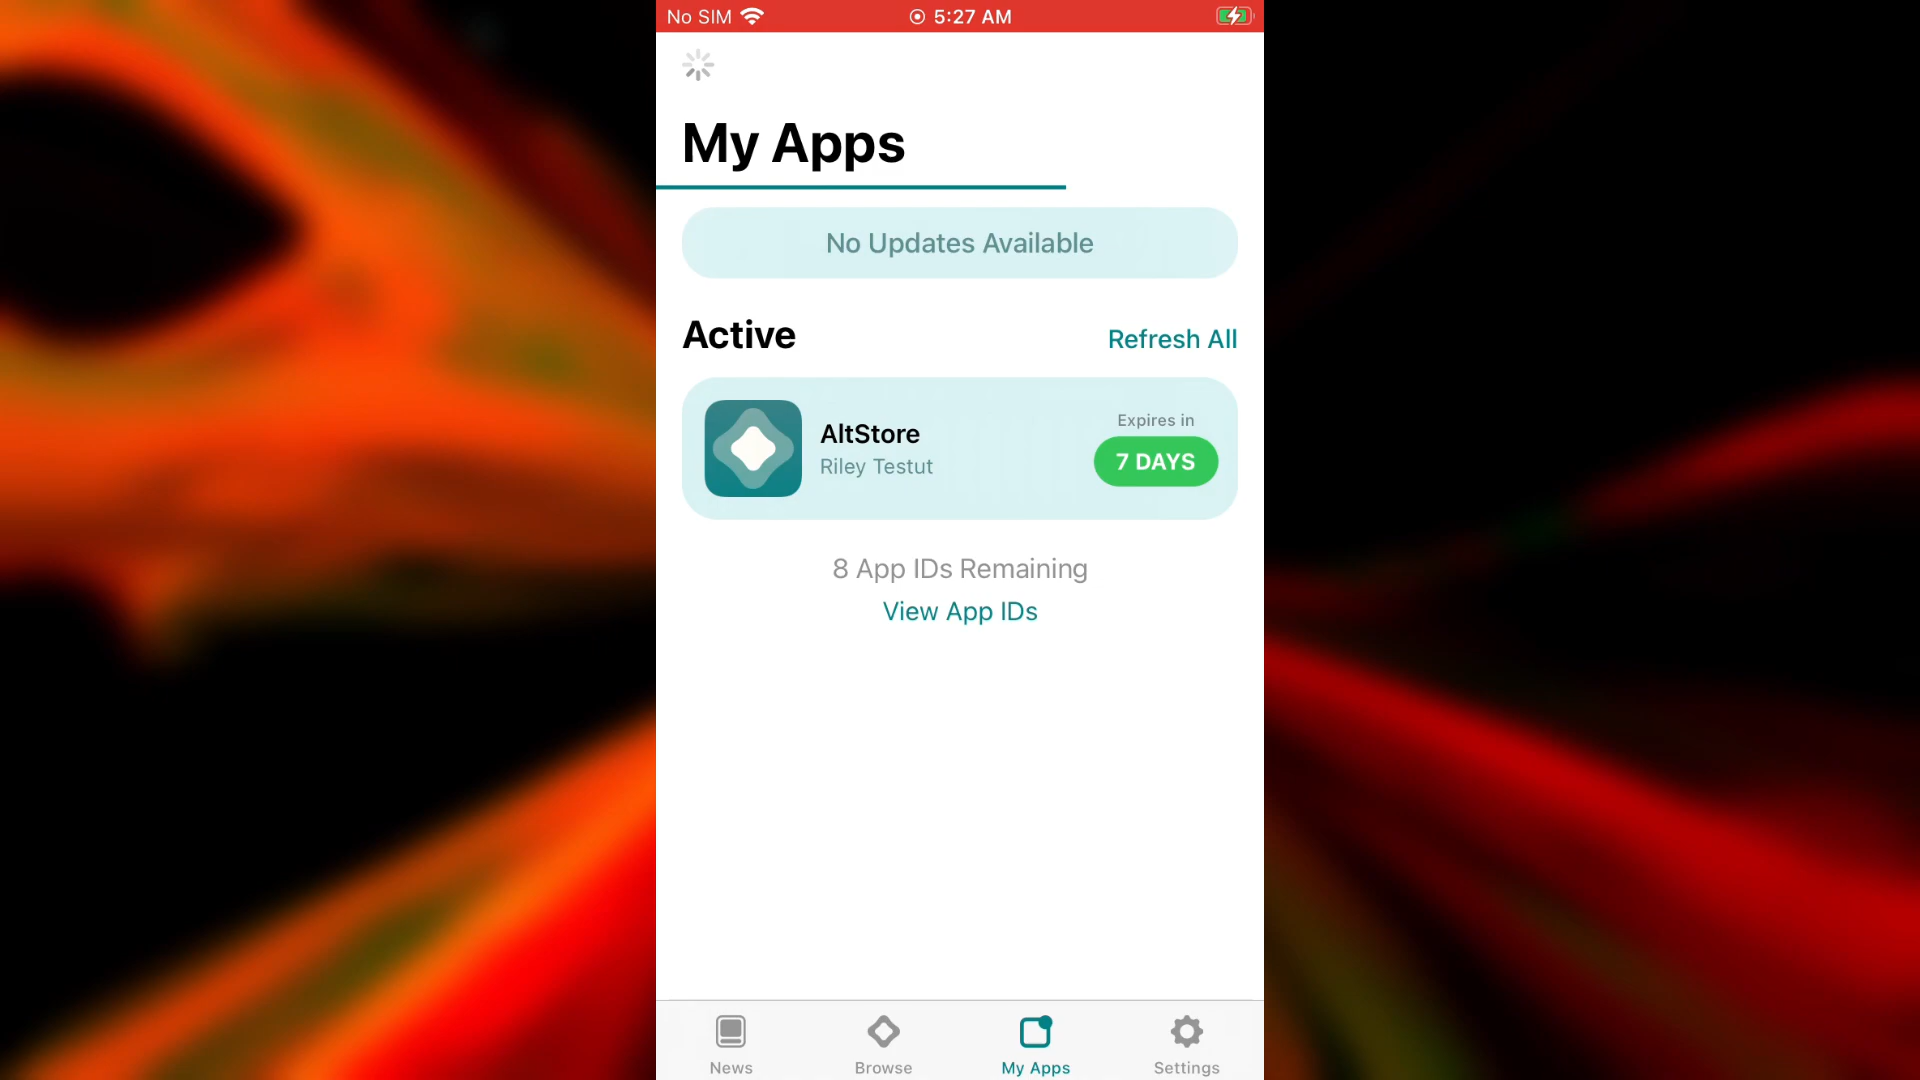 No SIM 5:27 AM
My Apps
No Updates Available
Active Refresh All
AltStore
Riley Testut
Expires in
7 DAYS
8 App IDs Remaining
View App IDs
News Browse My Apps Settings